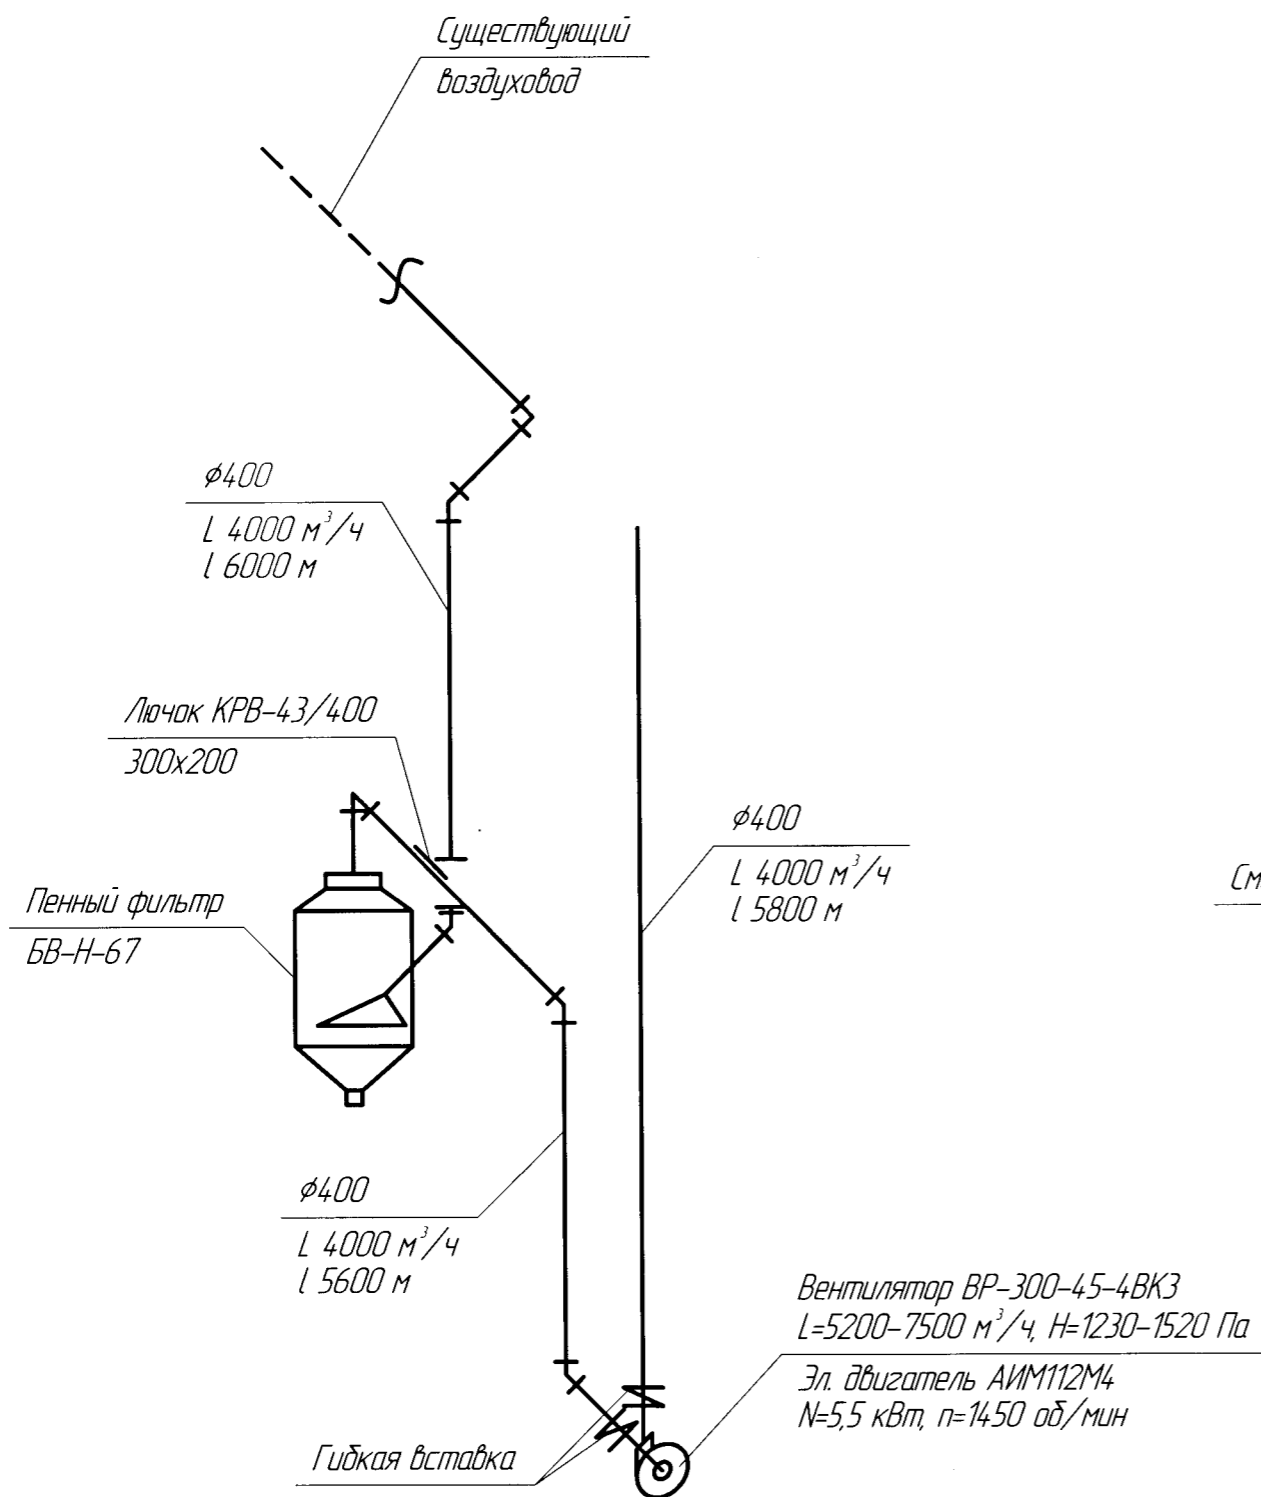 Существующий
воздуховод
ϕ400
L 4000 м³/ч
l 6000 м
Лючок КРВ-43/400
300х200
ϕ400
L 4000 м³/ч
l 5800 м
Пенный фильтр
БВ-Н-67
См
ϕ400
L 4000 м³/ч
l 5600 м
Вентилятор ВР-300-45-4ВК3
L=5200-7500 м³/ч, Н=1230-1520 Па
Эл. двигатель АИМ112М4
N=5,5 кВт, n=1450 об/мин
Гибкая вставка